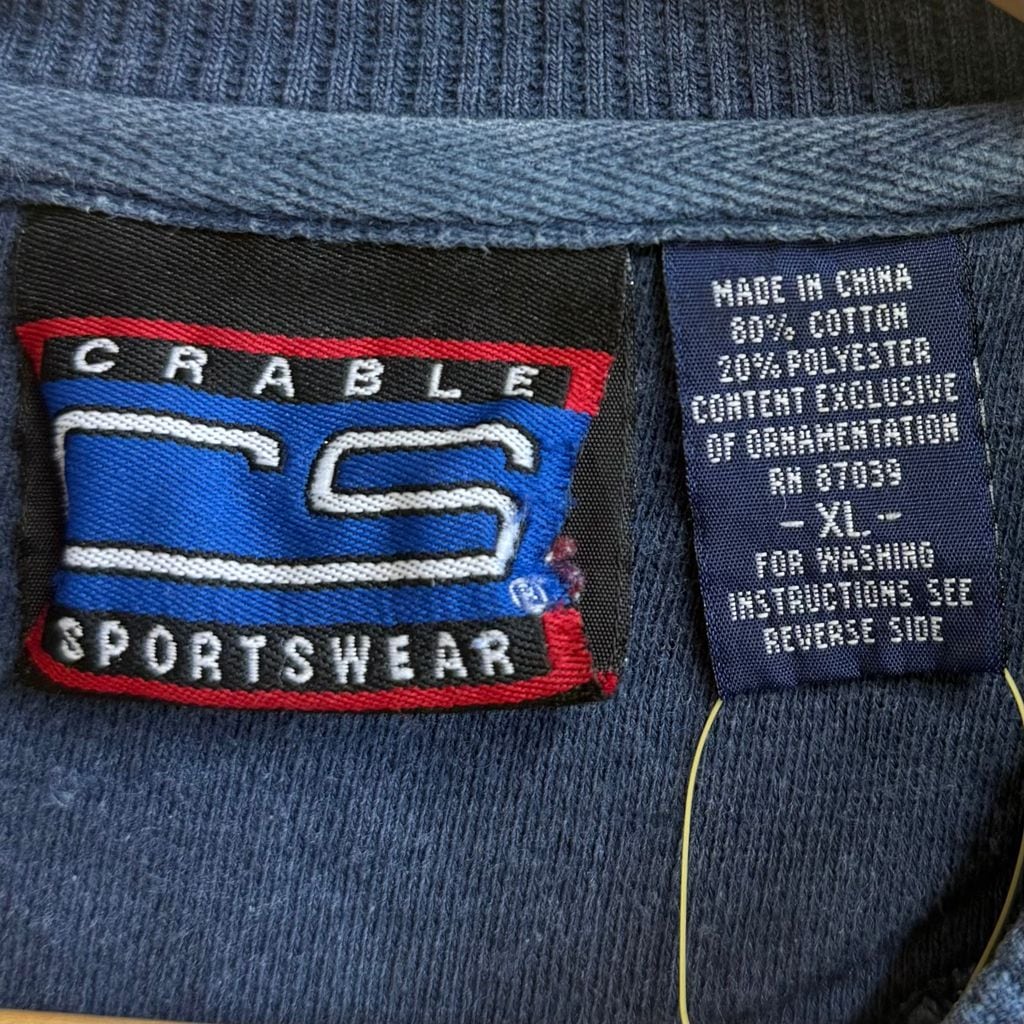 CRABLE
CS
®
SPORTSWEAR
MADE IN CHINA
80% COTTON
20% POLYESTER
CONTENT EXCLUSIVE
OF ORNAMENTATION
RN 87039
- XL -
FOR WASHING
INSTRUCTIONS SEE
REVERSE SIDE